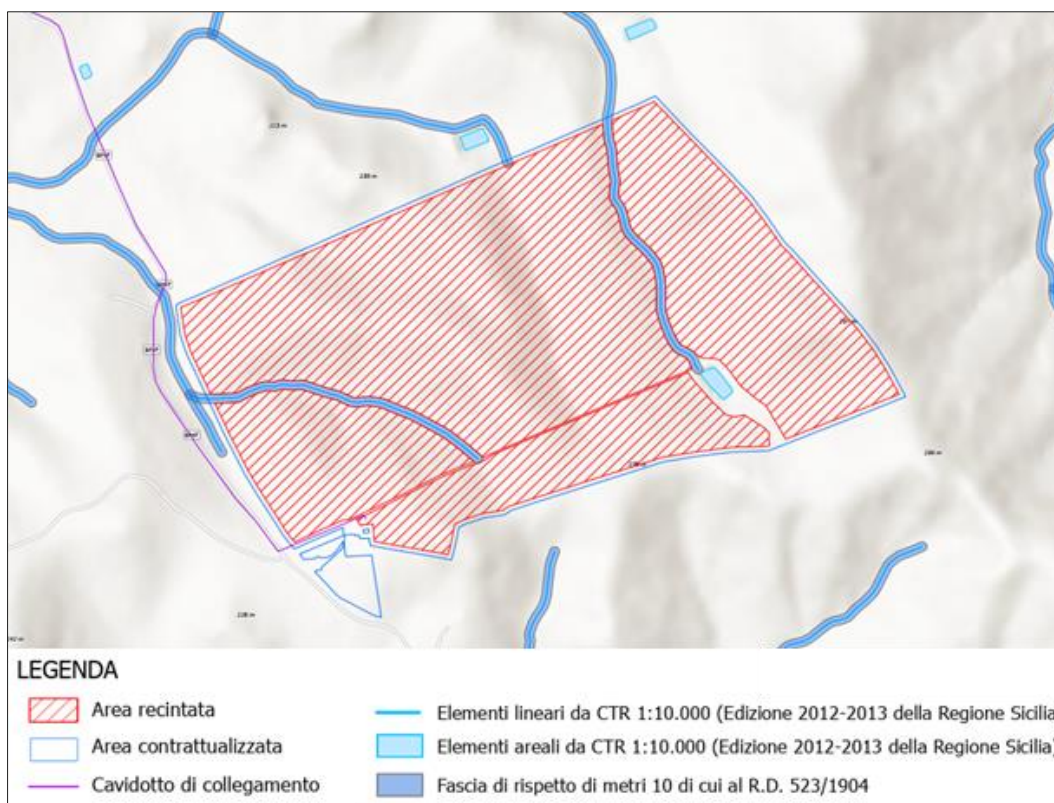 LEGENDA
Area recintata
Elementi lineari da CTR 1:10.000 (Edizione 2012-2013 della Regione Sicilia
Area contrattualizzata
Elementi areali da CTR 1:10.000 (Edizione 2012-2013 della Regione Sicilia)
Cavidotto di collegamento
Fascia di rispetto di metri 10 di cui al R.D. 523/1904